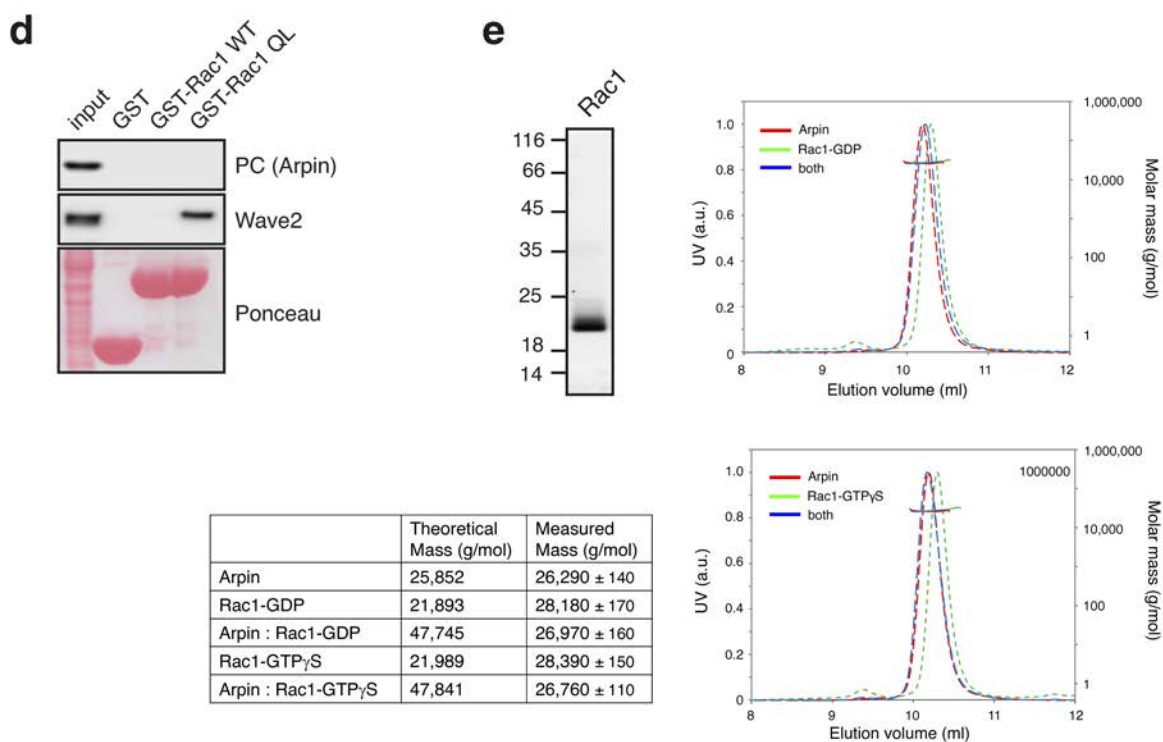 d
input
GST
GST-Rac1 WT
GST-Rac1 QL
PC (Arpin)
Wave2
Ponceau
e
Rac1
116
66
45
35
25
18
14
Arpin
Rac1-GDP
both
1.0
0.8
0.6
0.4
0.2
0
UV (a.u.)
8
9
10
11
12
Elution volume (ml)
1,000,000
10,000
100
1
Molar mass (g/mol)
Arpin
Rac1-GTPγS
both
1000000
1.0
0.8
0.6
0.4
0.2
0
UV (a.u.)
8
9
10
11
12
Elution volume (ml)
1,000,000
10,000
100
1
Molar mass (g/mol)
Theoretical Mass (g/mol)
Measured Mass (g/mol)
Arpin 25,852 26,290 ± 140
Rac1-GDP 21,893 28,180 ± 170
Arpin : Rac1-GDP 47,745 26,970 ± 160
Rac1-GTPγS 21,989 28,390 ± 150
Arpin : Rac1-GTPγS 47,841 26,760 ± 110